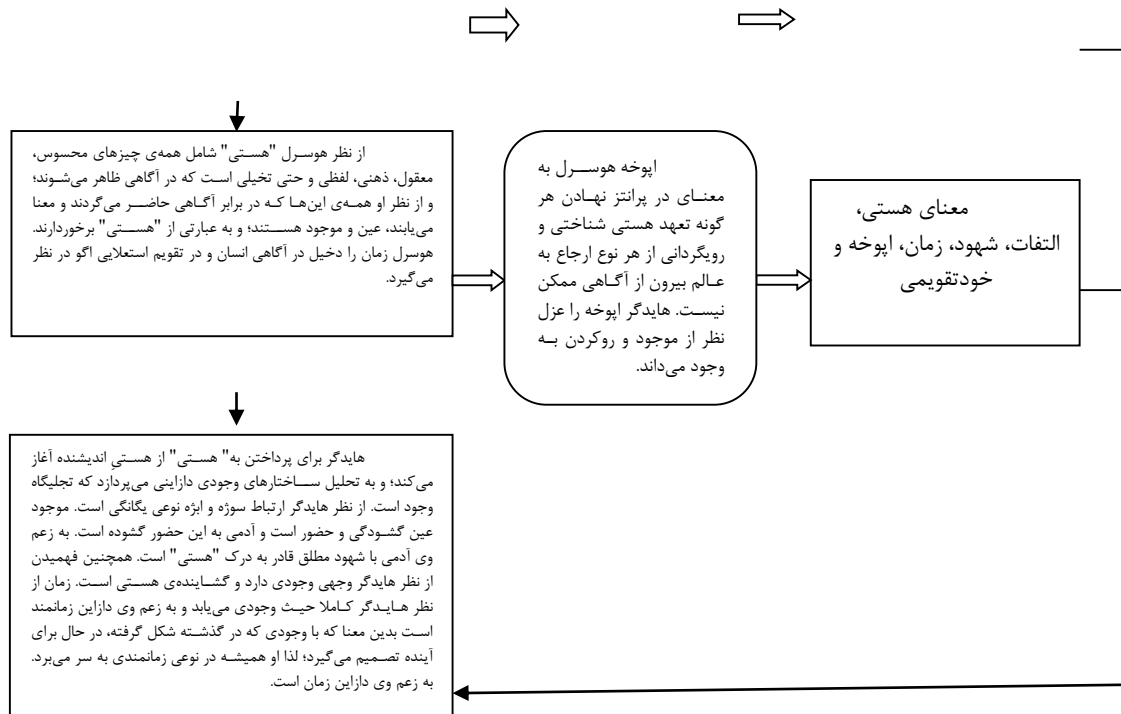 از نظر هوسرل "هستی" شامل همه‌ی چیزهای محسوس،
معقول، ذهنی، لفظی و حتی تخیلی است که در آگاهی ظاهر می‌شوند؛
و از نظر او همه‌ی این‌ها که در برابر آگاهی حاضر می‌گردند و معنا
می‌یابند، عین و موجود هستند؛ و به عبارتی از "هستی" برخوردارند.
هوسرل زمان را دخیل در آگاهی انسان و در تقویم استعلایی اگو در نظر
می‌گیرد.
اپوخه هوسرل به
معنای در پرانتز نهادن هر
گونه تعهد هستی شناختی و
رویگردانی از هر نوع ارجاع به
عالم بیرون از آگاهی ممکن
نیست. هایدگر اپوخه را عزل
نظر از موجود و روکردن به
وجود می‌داند.
معنای هستی،
التفات، شهود، زمان، اپوخه و
خودتقویمی
هایدگر برای پرداختن به" هستی" از هستیِ اندیشنده آغاز
می‌کند؛ و به تحلیل ساختارهای وجودی دازاینی می‌پردازد که تجلیگاه
وجود است. از نظر هایدگر ارتباط سوژه و ابژه نوعی یگانگی است. موجود
عین گشودگی و حضور است و آدمی به این حضور گشوده است. به زعم
وی آدمی با شهود مطلق قادر به درک "هستی" است. همچنین فهمیدن
از نظر هایدگر وجهی وجودی دارد و گشاینده‌ی هستی است. زمان از
نظر هایدگر کاملا حیث وجودی می‌یابد و به زعم وی دازاین زمانمند
است بدین معنا که با وجودی که در گذشته شکل گرفته، در حال برای
آینده تصمیم می‌گیرد؛ لذا او همیشه در نوعی زمانمندی به سر می‌برد.
به زعم وی دازاین زمان است.